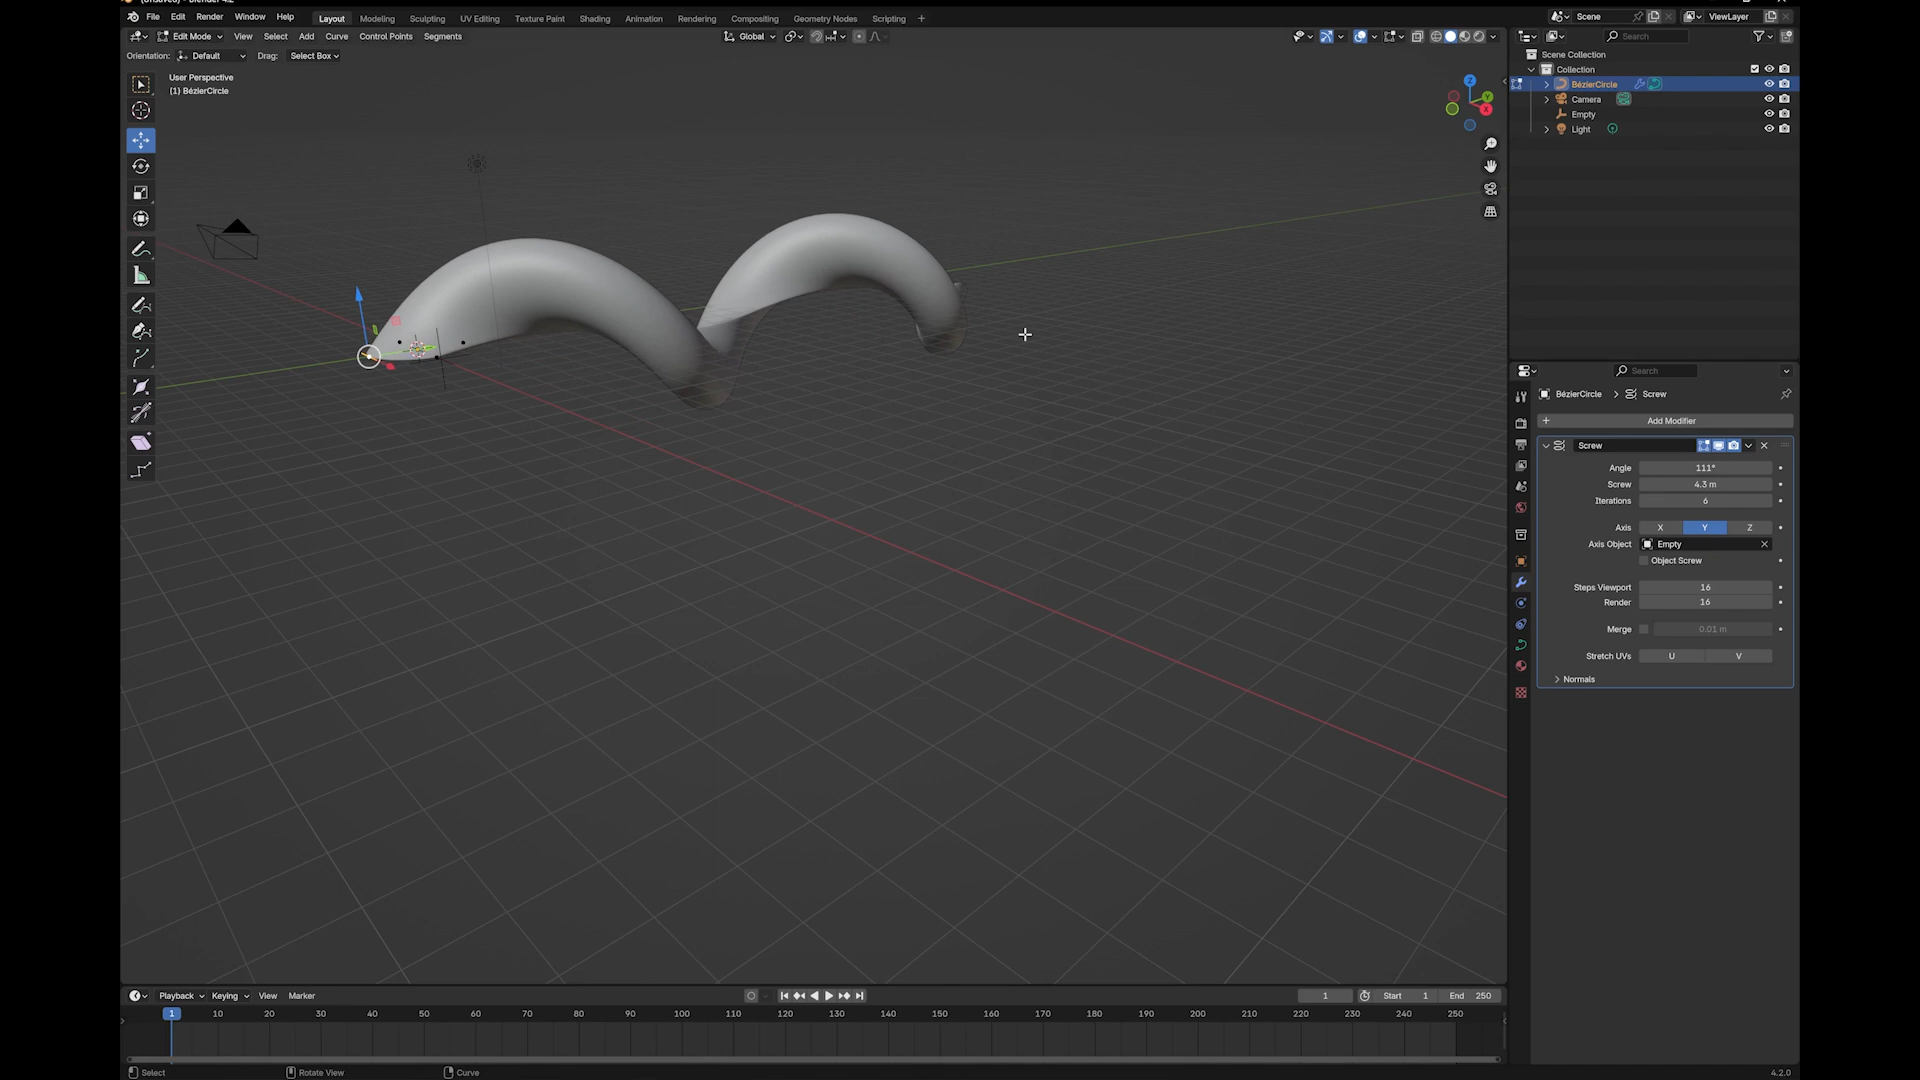 File Edit Render Window Help Layout Modeling Sculpting UV Editing Texture Paint Shading Animation Rendering Compositing Geometry Nodes Scripting + Scene ViewLayer
Edit Mode View Select Add Curve Control Points Segments Global Search
Orientation: Default Drag: Select Box
User Perspective
(1) BézierCircle
Z
Y
X
Scene Collection
Collection
BézierCircle
Camera
Empty
Light
Search
BézierCircle > Screw
+ Add Modifier
Screw
Angle 111°
Screw 4.3 m
Iterations 6
Axis X Y Z
Axis Object Empty
Object Screw
Steps Viewport 16
Render 16
Merge 0.01 m
Stretch UVs U V
Normals
Playback Keying View Marker 1 Start 1 End 250
1 10 20 30 40 50 60 70 80 90 100 110 120 130 140 150 160 170 180 190 200 210 220 230 240 250
Select Rotate View Curve 4.2.0